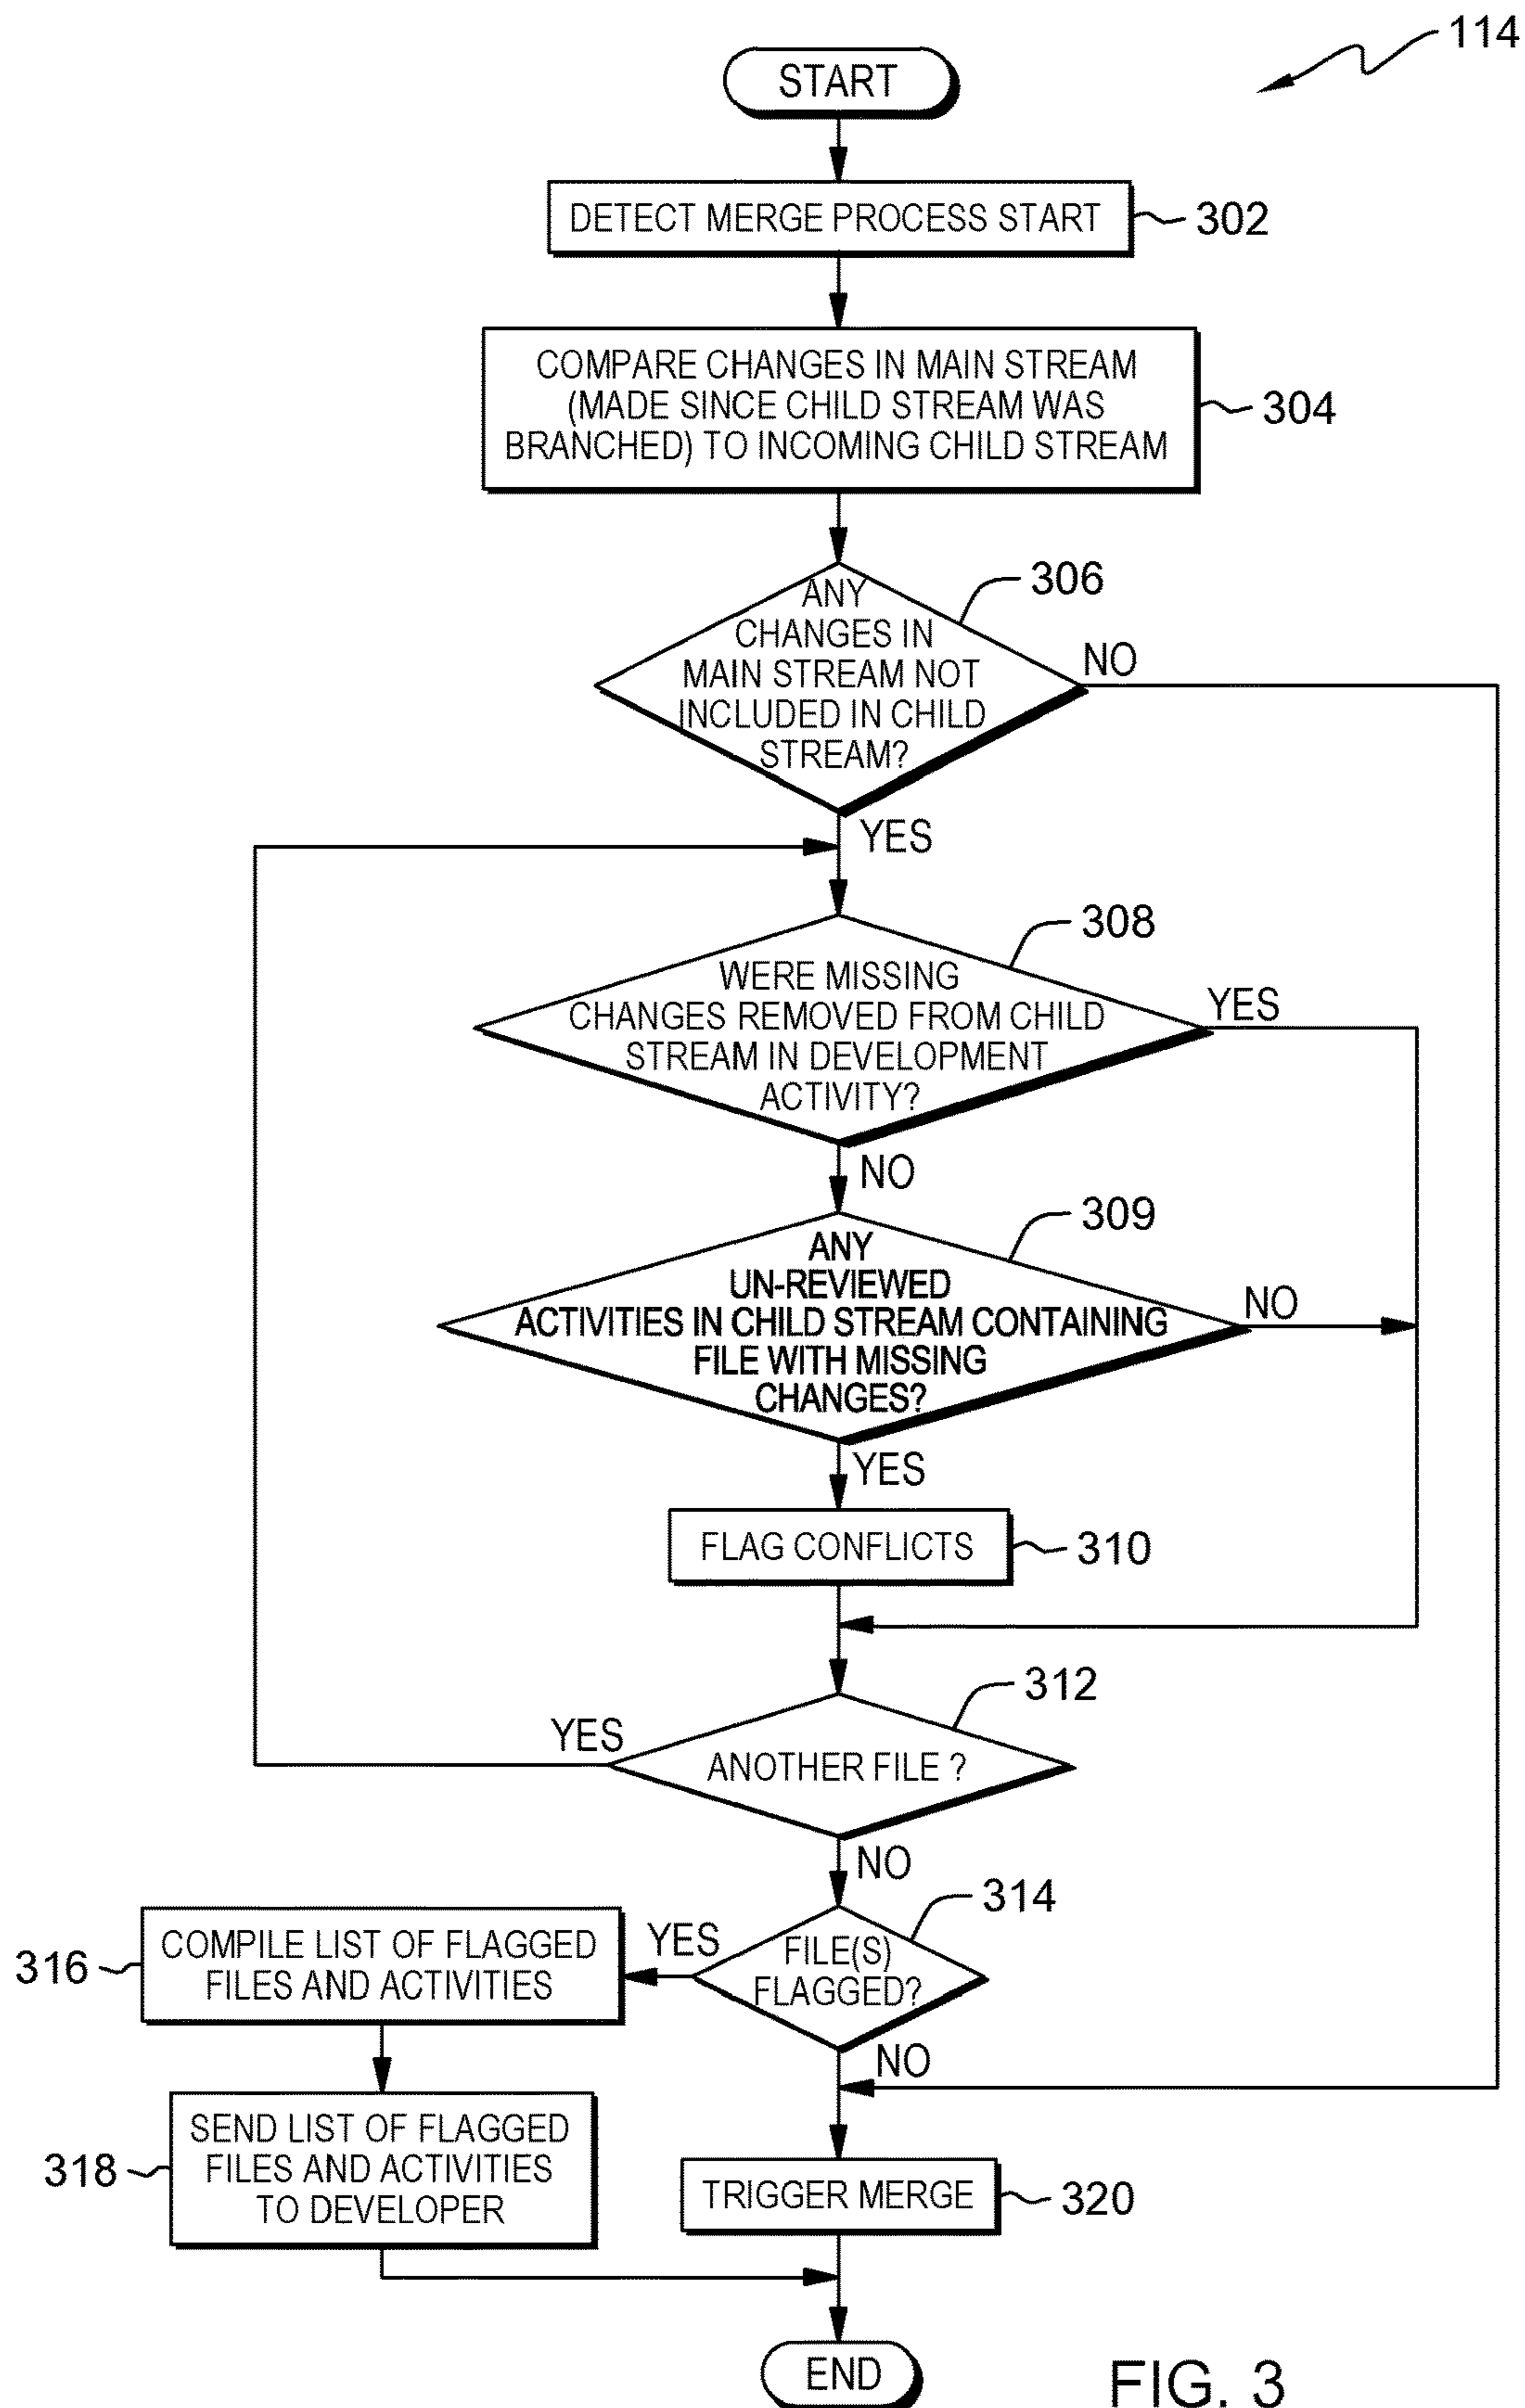 114
START
DETECT MERGE PROCESS START
302
COMPARE CHANGES IN MAIN STREAM
(MADE SINCE CHILD STREAM WAS
BRANCHED) TO INCOMING CHILD STREAM
304
306
ANY
CHANGES IN
MAIN STREAM NOT
INCLUDED IN CHILD
STREAM?
NO
YES
308
WERE MISSING
CHANGES REMOVED FROM CHILD
STREAM IN DEVELOPMENT
ACTIVITY?
YES
NO
309
ANY
UN-REVIEWED
ACTIVITIES IN CHILD STREAM CONTAINING
FILE WITH MISSING
CHANGES?
NO
YES
FLAG CONFLICTS
310
312
YES
ANOTHER FILE ?
NO
314
FILE(S)
FLAGGED?
YES
NO
316
COMPILE LIST OF FLAGGED
FILES AND ACTIVITIES
318
SEND LIST OF FLAGGED
FILES AND ACTIVITIES
TO DEVELOPER
TRIGGER MERGE
320
END
FIG. 3